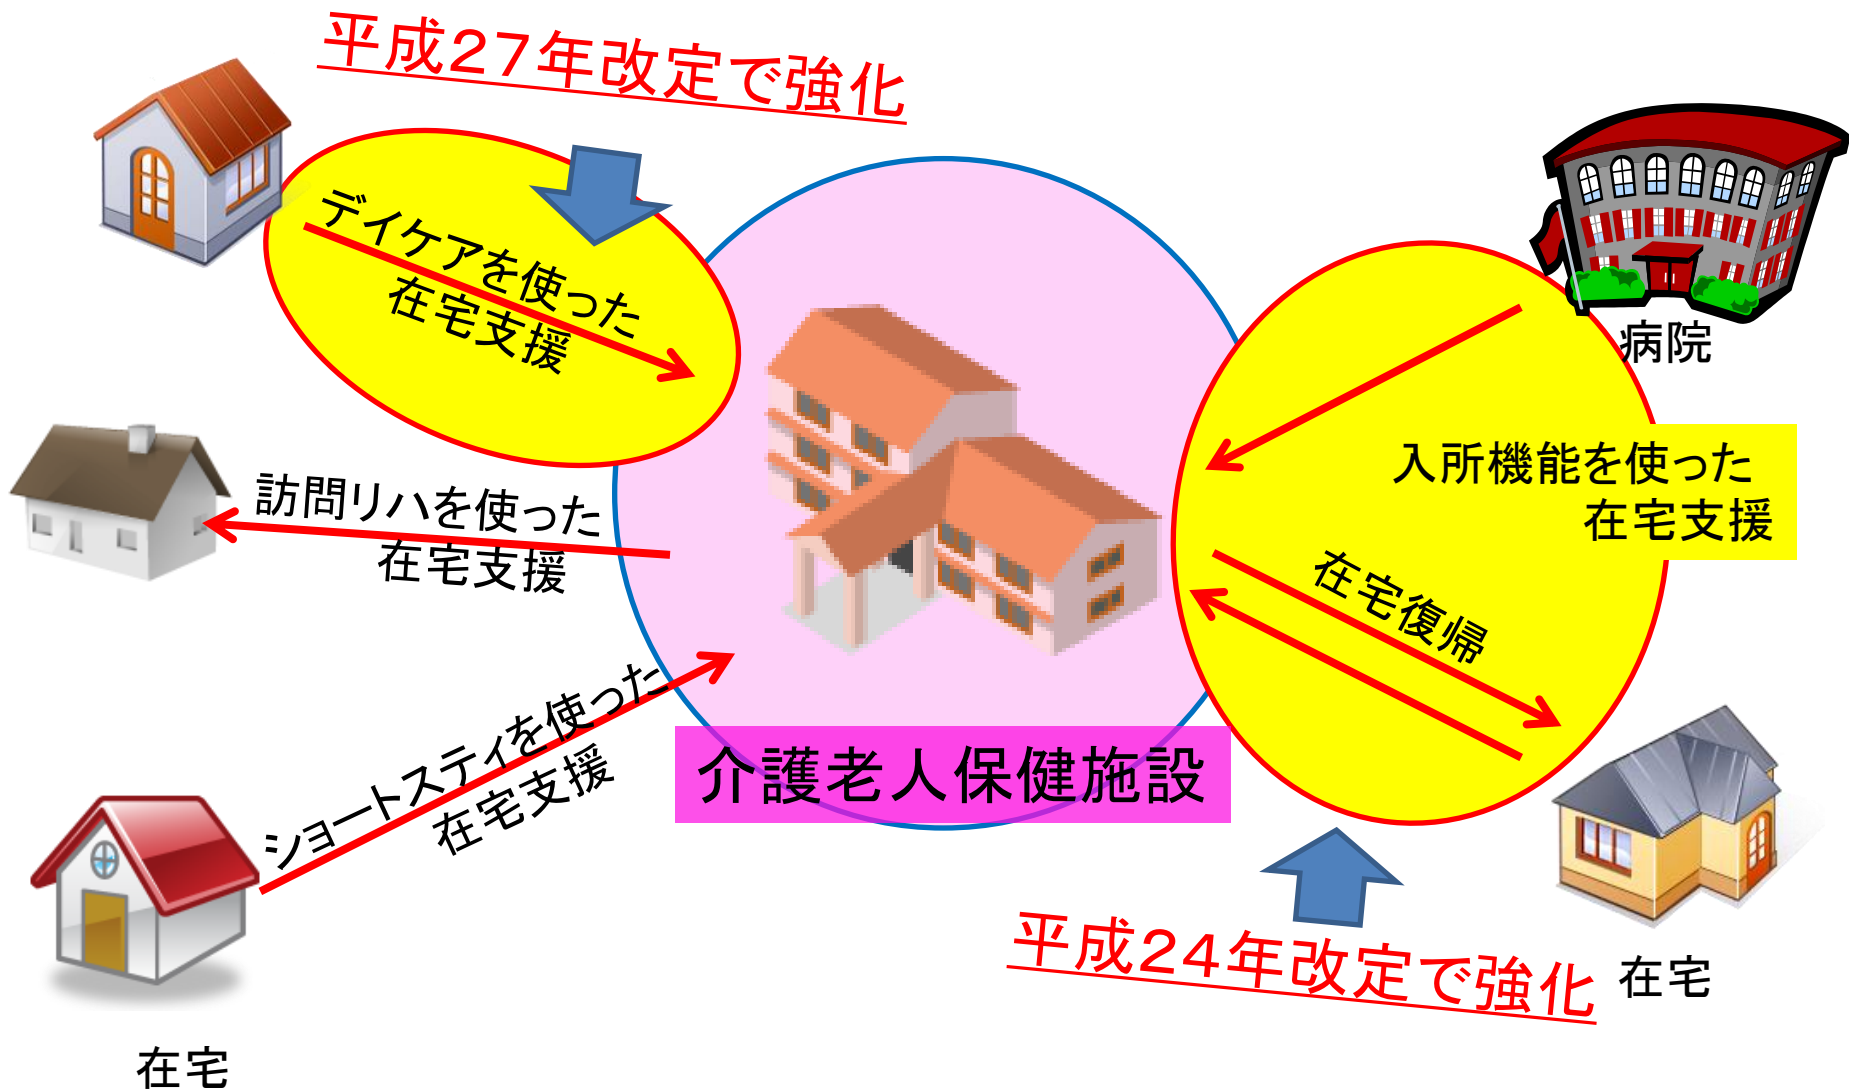 平成27年改定で強化
デイケアを使った
在宅支援
病院
入所機能を使った
在宅支援
訪問リハを使った
在宅支援
在宅復帰
ショートスティを使った
在宅支援
介護老人保健施設
平成24年改定で強化
在宅
在宅